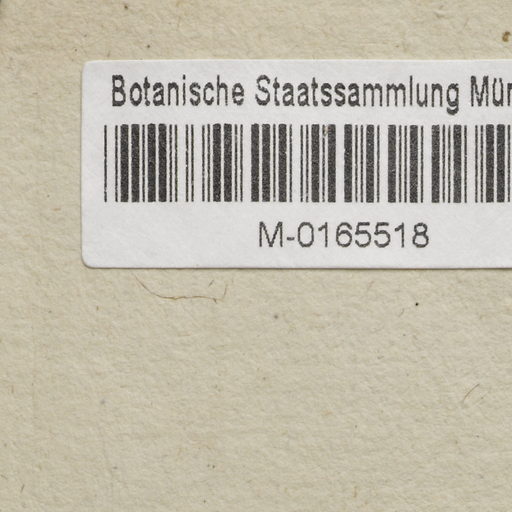 Botanische Staatssammlung Mün
M-0165518